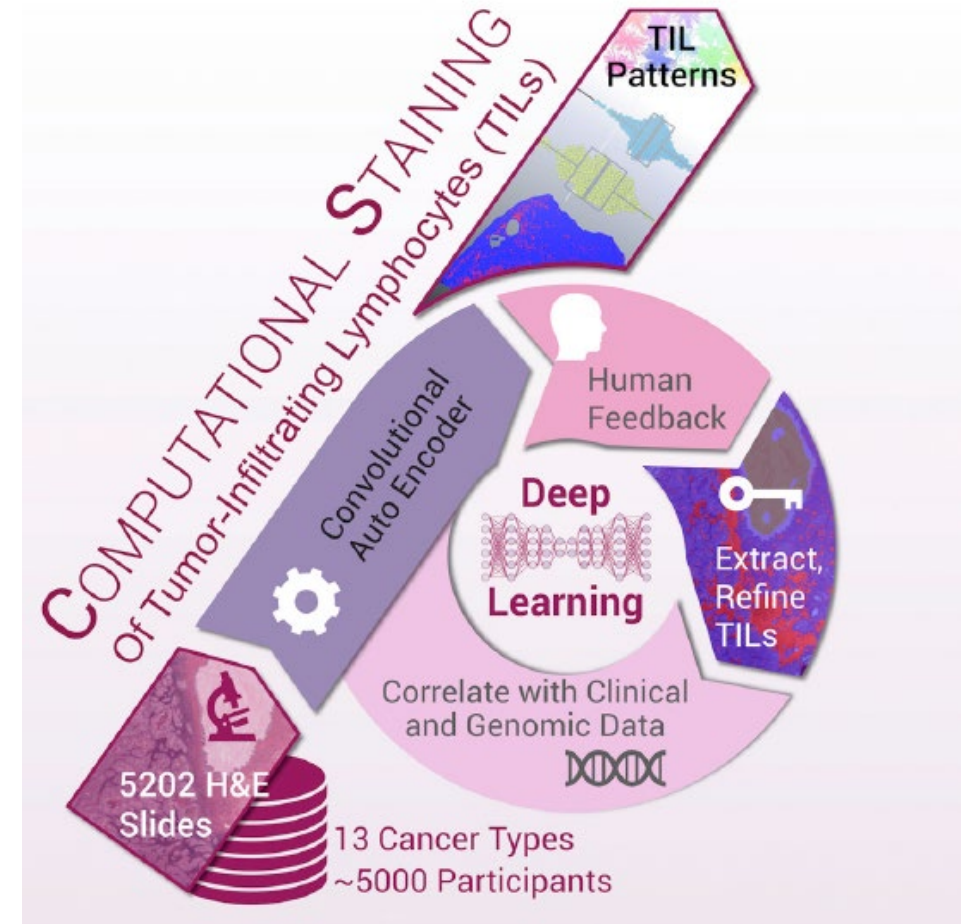 COMPUTATIONAL STAINING
Of Tumor-Infiltrating Lymphocytes (TILs)
TIL
Patterns
Human
Feedback
Convolutional
Auto Encoder
Deep
Learning
Extract,
Refine
TILs
Correlate with Clinical
and Genomic Data
5202 H&E
Slides
13 Cancer Types
~5000 Participants